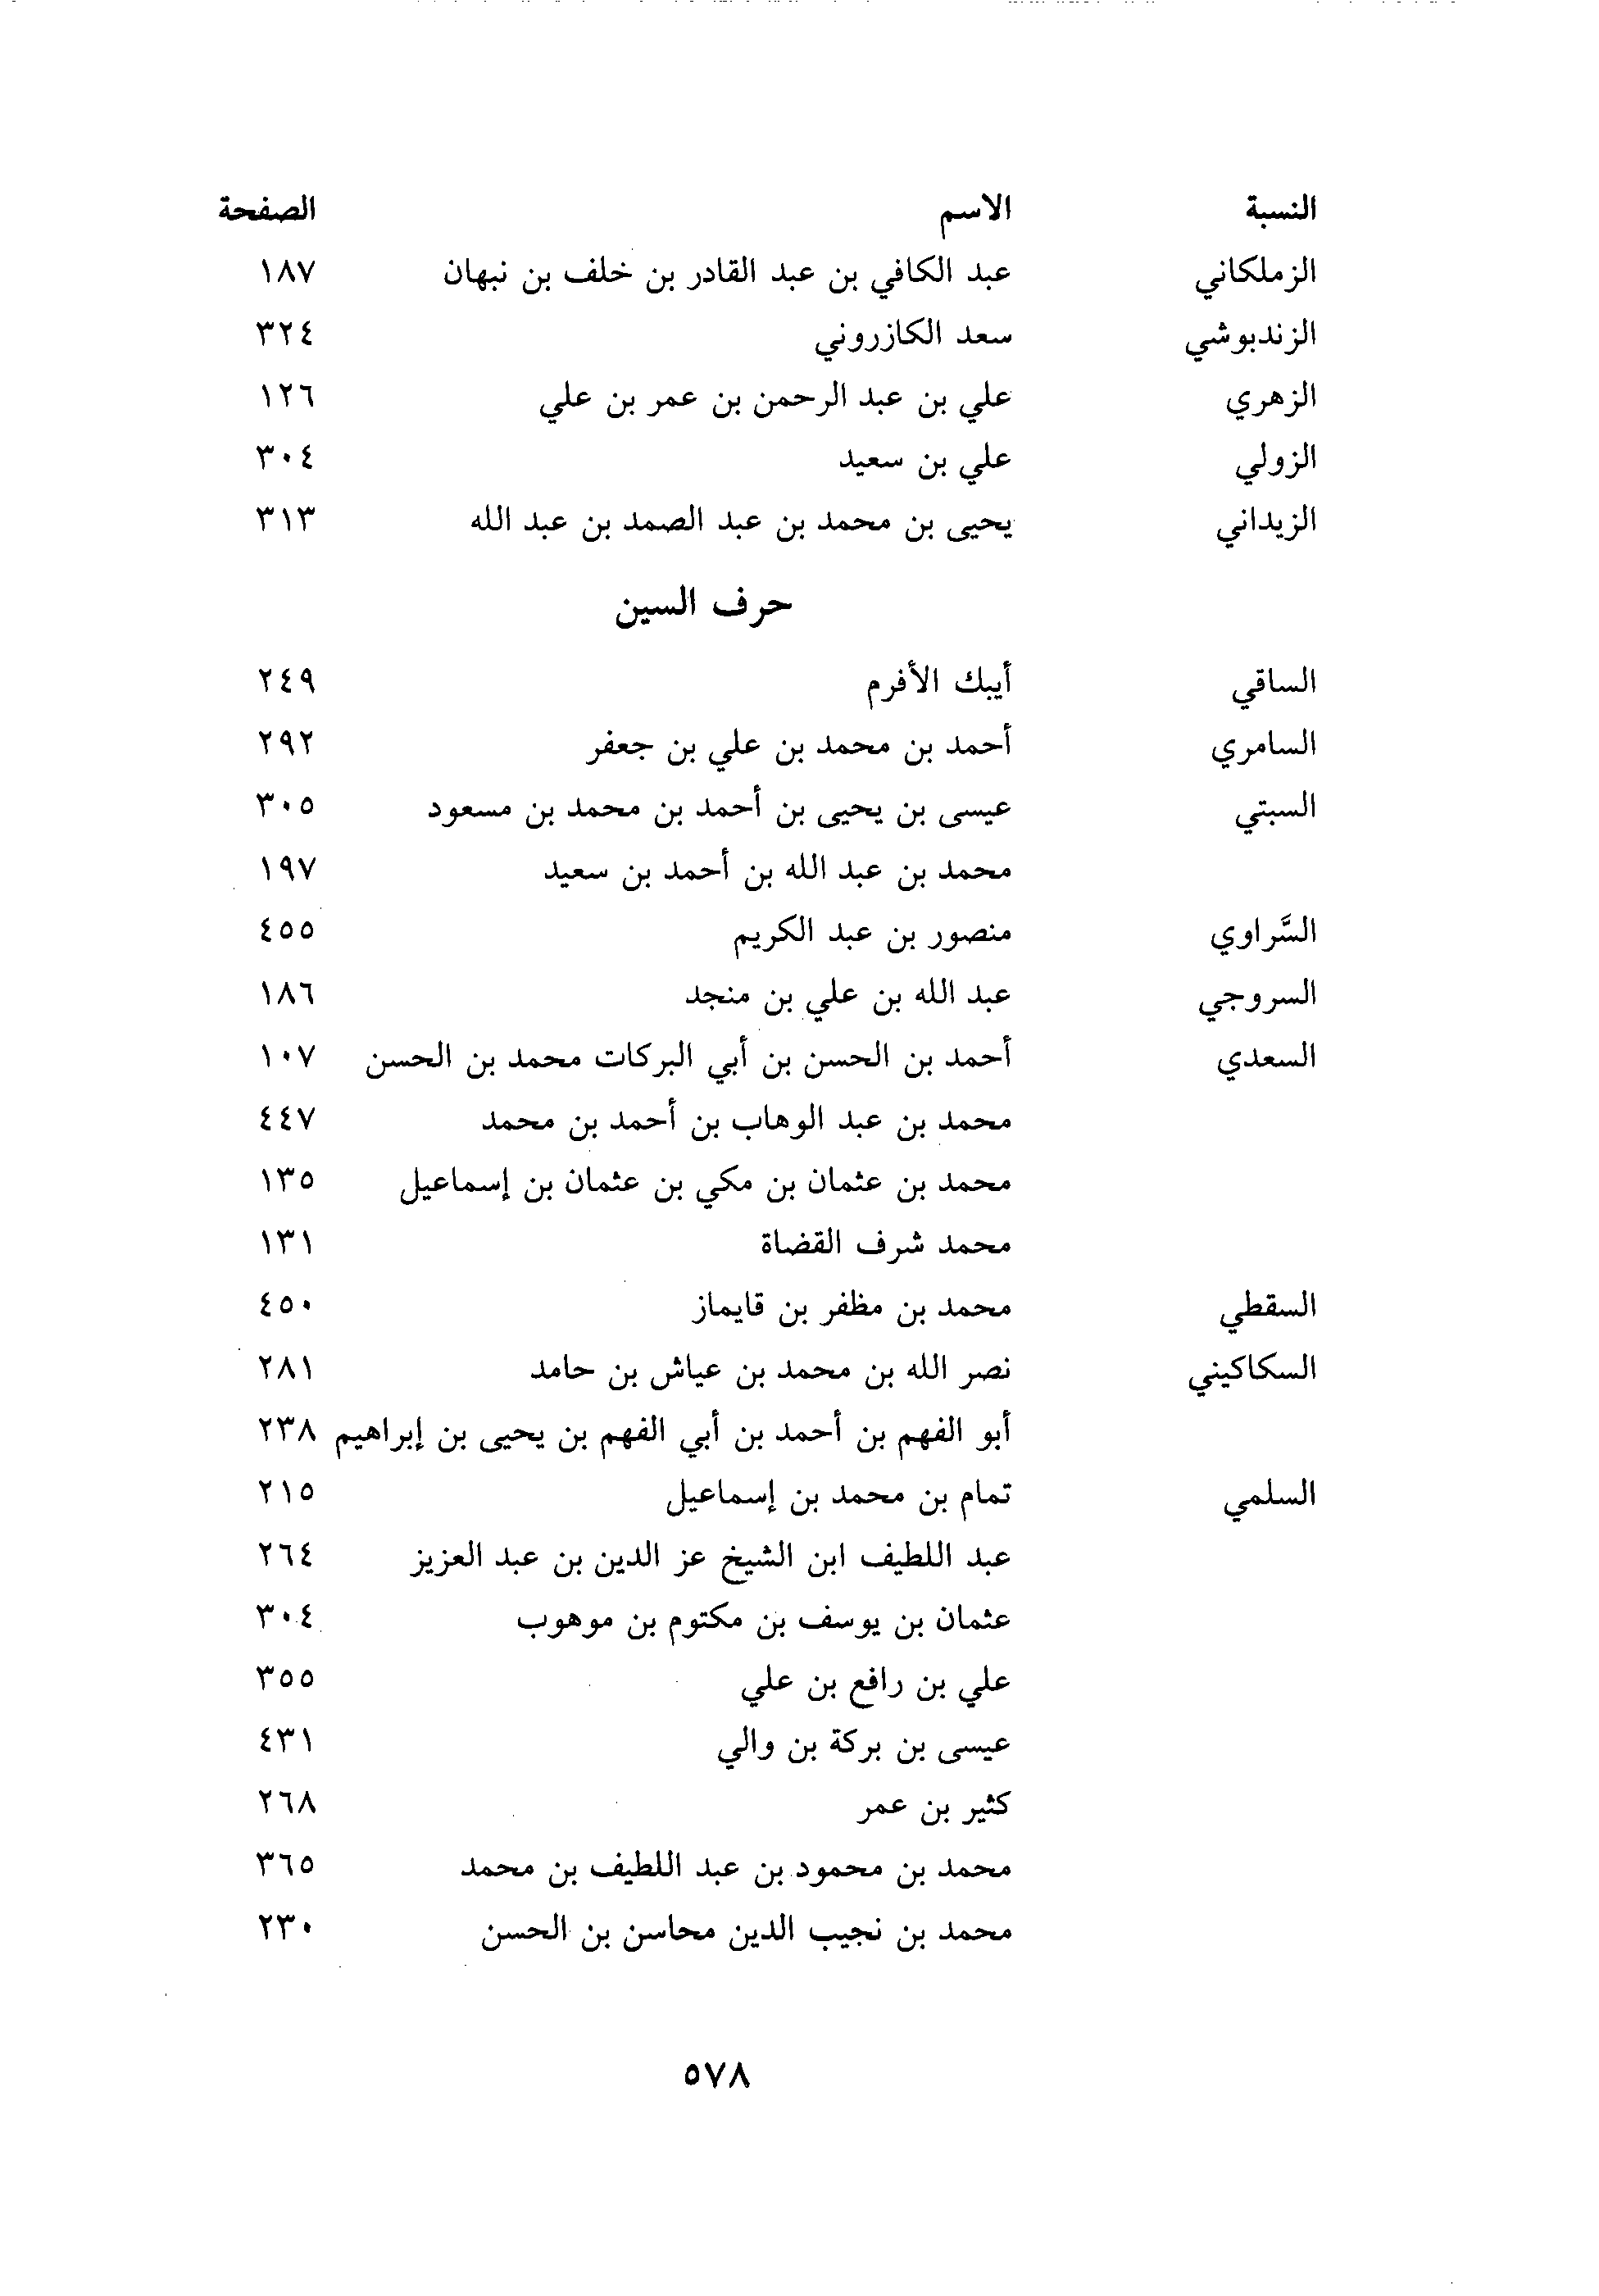 النسبة الاسم الصفحة
الزملكاني عبد الكافي بن عبد القادر بن خلف بن نبهان ١٨٧
الزندبوشي سعد الكازروني ٣٢٤
الزهري علي بن عبد الرحمن بن عمر بن علي ١٢٦
الزولي علي بن سعيد ٣٠٤
الزيداني يحيى بن محمد بن عبد الصمد بن عبد الله ٣١٣
حرف السين
الساقي أيبك الأفرم ٢٤٩
السامري أحمد بن محمد بن علي بن جعفر ٢٩٢
السبتي عيسى بن يحيى بن أحمد بن محمد بن مسعود ٣٠٥
محمد بن عبد الله بن أحمد بن سعيد ١٩٧
السَّراوي منصور بن عبد الكريم ٤٥٥
السروجي عبد الله بن علي بن منجد ١٨٦
السعدي أحمد بن الحسن بن أبي البركات محمد بن الحسن ١٠٧
محمد بن عبد الوهاب بن أحمد بن محمد ٤٤٧
محمد بن عثمان بن مكي بن عثمان بن إسماعيل ١٣٥
محمد شرف القضاة ١٣١
السقطي محمد بن مظفر بن قايماز ٤٥٠
السكاكيني نصر الله بن محمد بن عياش بن حامد ٢٨١
أبو الفهم بن أحمد بن أبي الفهم بن يحيى بن إبراهيم ٢٣٨
السلمي تمام بن محمد بن إسماعيل ٢١٥
عبد اللطيف ابن الشيخ عز الدين بن عبد العزيز ٢٦٤
عثمان بن يوسف بن مكتوم بن موهوب ٣٠٤
علي بن رافع بن علي ٣٥٥
عيسى بن بركة بن والي ٤٣١
كثير بن عمر ٢٦٨
محمد بن محمود بن عبد اللطيف بن محمد ٣٦٥
محمد بن نجيب الدين محاسن بن الحسن ٢٣٠
٥٧٨